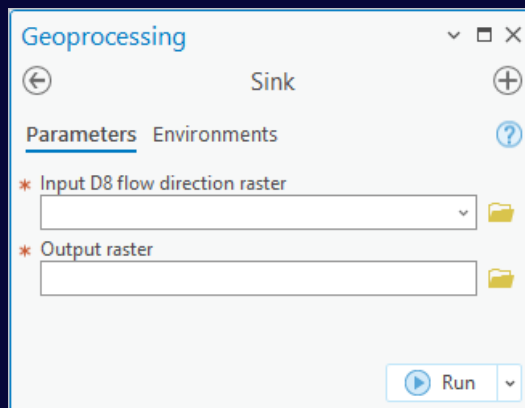 Geoprocessing
Sink
Parameters Environments
* Input D8 flow direction raster
* Output raster
Run